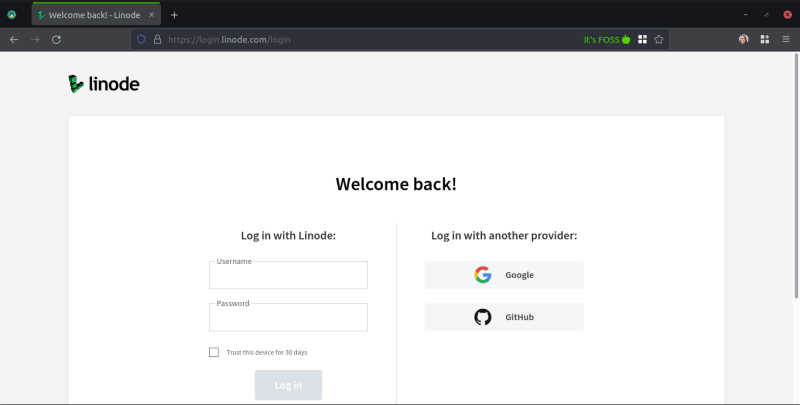 Welcome back! - Linode
https://login.linode.com/login
It's FOSS
linode
Welcome back!
Log in with Linode:
Username
Password
Trust this device for 30 days
Log in
Log in with another provider:
Google
GitHub